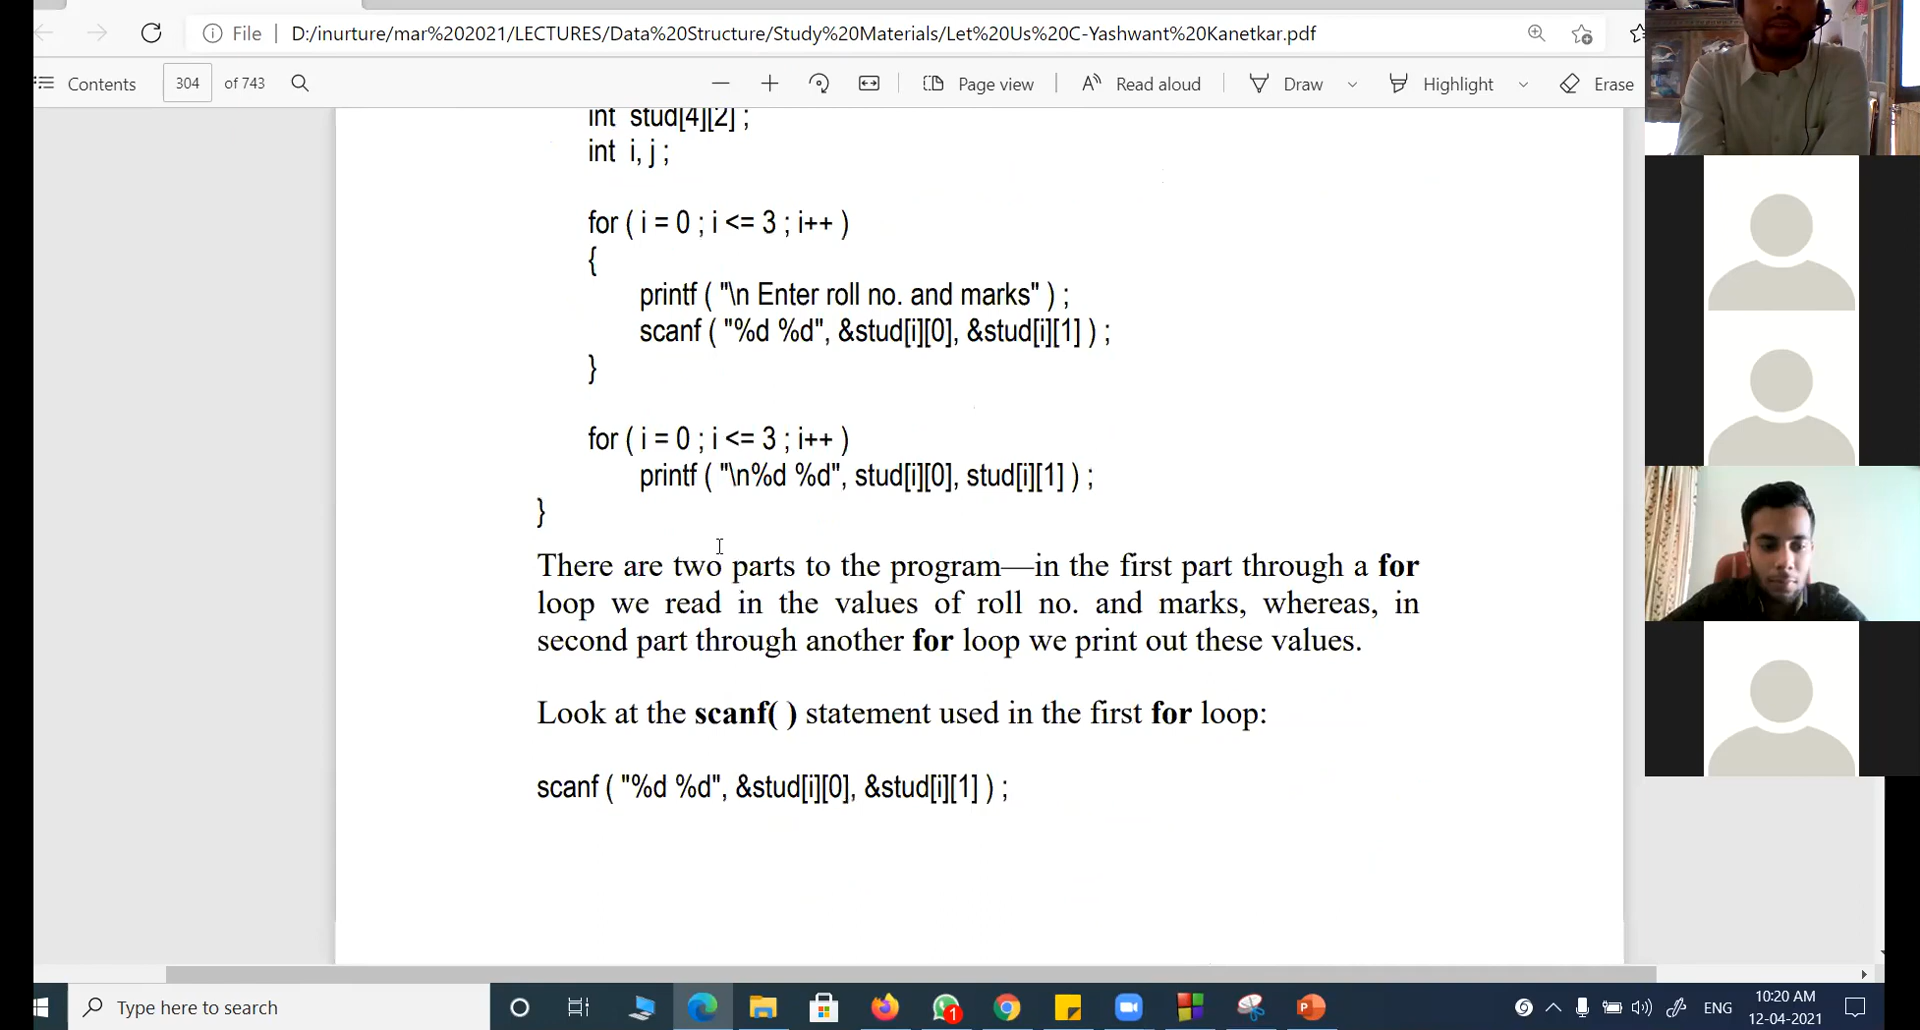 File D:/inurture/mar%202021/LECTURES/Data%20Structure/Study%20Materials/Let%20Us%20C-Yashwant%20Kanetkar.pdf
Contents 304 of 743 Page view Read aloud Draw Highlight Erase
int stud[4][2] ;
int i, j ;
for ( i = 0 ; i <= 3 ; i++ )
{
printf ( "\n Enter roll no. and marks" ) ;
scanf ( "%d %d", &stud[i][0], &stud[i][1] ) ;
}
for ( i = 0 ; i <= 3 ; i++ )
printf ( "\n%d %d", stud[i][0], stud[i][1] ) ;
}
There are two parts to the program—in the first part through a for
loop we read in the values of roll no. and marks, whereas, in
second part through another for loop we print out these values.
Look at the scanf( ) statement used in the first for loop:
scanf ( "%d %d", &stud[i][0], &stud[i][1] ) ;
Type here to search
1
ENG
10:20 AM
12-04-2021